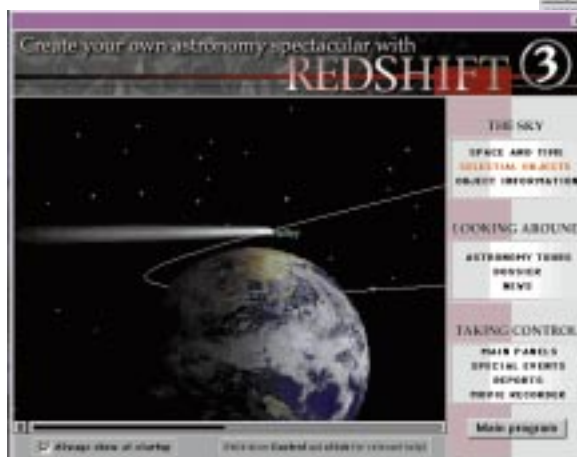 Create your own astronomy spectacular with
REDSHIFT 3
THE SKY
SPACE AND TIME
CELESTIAL OBJECTS
OBJECT INFORMATION
LOOKING AROUND
ASTRONOMY TOURS
DOSSIER
NEWS
TAKING CONTROL
MAIN PANELS
SPECIAL EVENTS
REPORTS
MOVIE RECORDER
Main program
Always show at startup